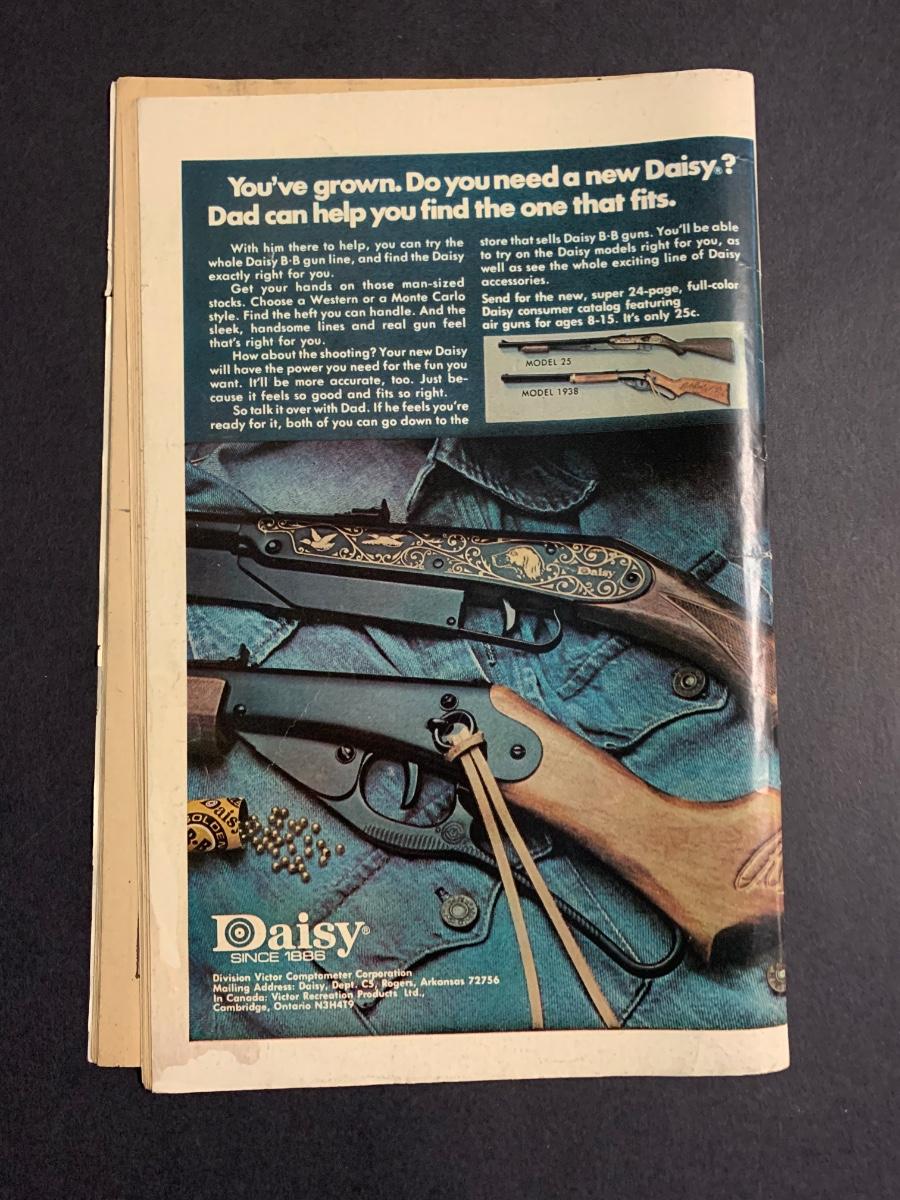 You've grown. Do you need a new Daisy®?
Dad can help you find the one that fits.
With him there to help, you can try the
whole Daisy B·B gun line, and find the Daisy
exactly right for you.
Get your hands on those man-sized
stocks. Choose a Western or a Monte Carlo
style. Find the heft you can handle. And the
sleek, handsome lines and real gun feel
that's right for you.
How about the shooting? Your new Daisy
will have the power you need for the fun you
want. It'll be more accurate, too. Just be-
cause it feels so good and fits so right.
So talk it over with Dad. If he feels you're
ready for it, both of you can go down to the
store that sells Daisy B·B guns. You'll be able
to try on the Daisy models right for you, as
well as see the whole exciting line of Daisy
accessories.
Send for the new, super 24-page, full-color
Daisy consumer catalog featuring
air guns for ages 8-15. It's only 25c.
MODEL 25
MODEL 1938
Daisy
Daisy
GOLDEN
B·B
Daisy®
SINCE 1886
Division Victor Comptometer Corporation
Mailing Address: Daisy, Dept. C5, Rogers, Arkansas 72756
In Canada: Victor Recreation Products Ltd.,
Cambridge, Ontario N3H4T9